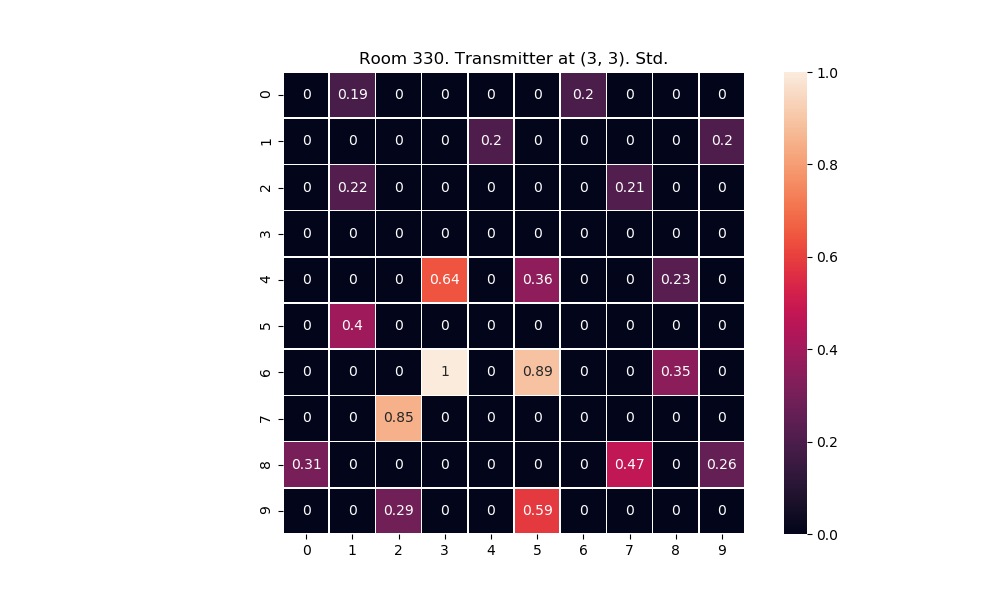 Room 330. Transmitter at (3, 3). Std.
0 0 0.19 0 0 0 0 0.2 0 0 0
1 0 0 0 0 0.2 0 0 0 0 0.2
2 0 0.22 0 0 0 0 0 0.21 0 0
3 0 0 0 0 0 0 0 0 0 0
4 0 0 0 0.64 0 0.36 0 0 0.23 0
5 0 0.4 0 0 0 0 0 0 0 0
6 0 0 0 1 0 0.89 0 0 0.35 0
7 0 0 0.85 0 0 0 0 0 0 0
8 0.31 0 0 0 0 0 0 0.47 0 0.26
9 0 0 0.29 0 0 0.59 0 0 0 0
0 1 2 3 4 5 6 7 8 9
1.0
0.8
0.6
0.4
0.2
0.0